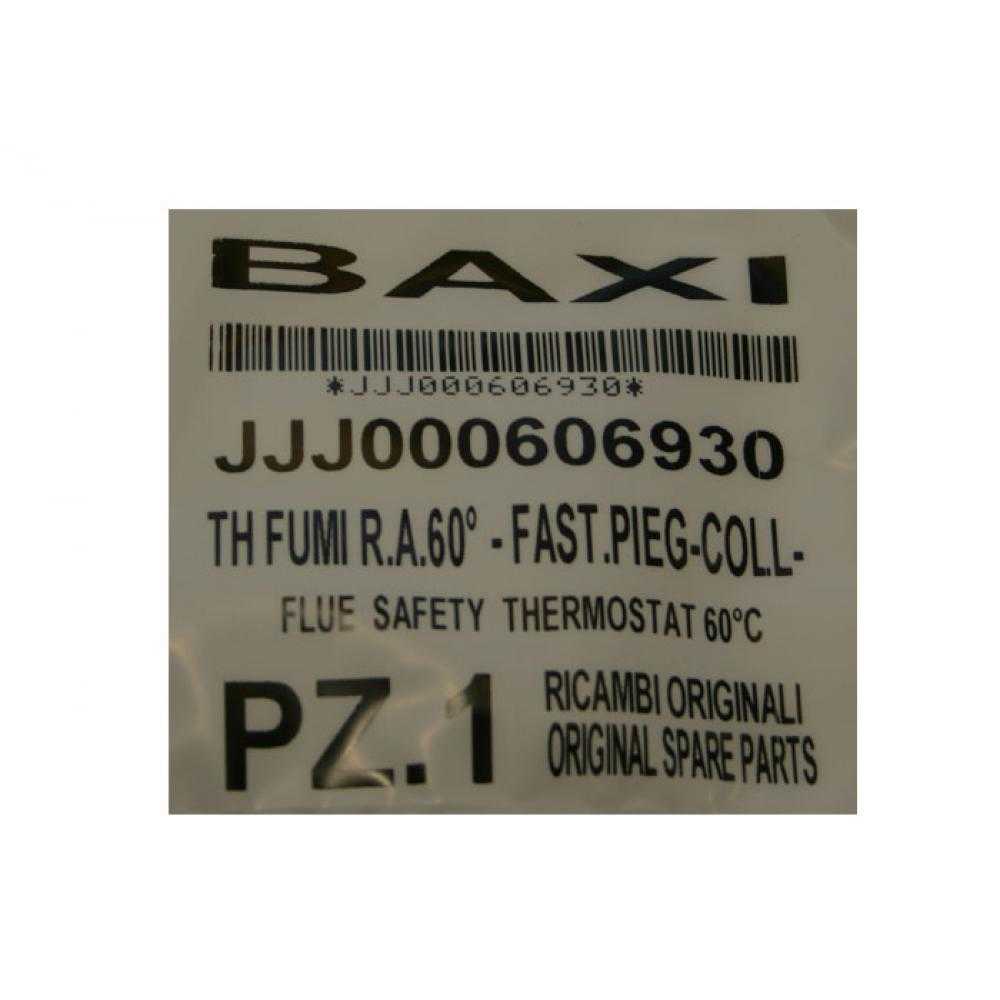 BAXI
*JJJ000606930*
JJJ000606930
TH FUMI R.A.60° - FAST.PIEG-COLL-
FLUE SAFETY THERMOSTAT 60°C
PZ.1
RICAMBI ORIGINALI
ORIGINAL SPARE PARTS